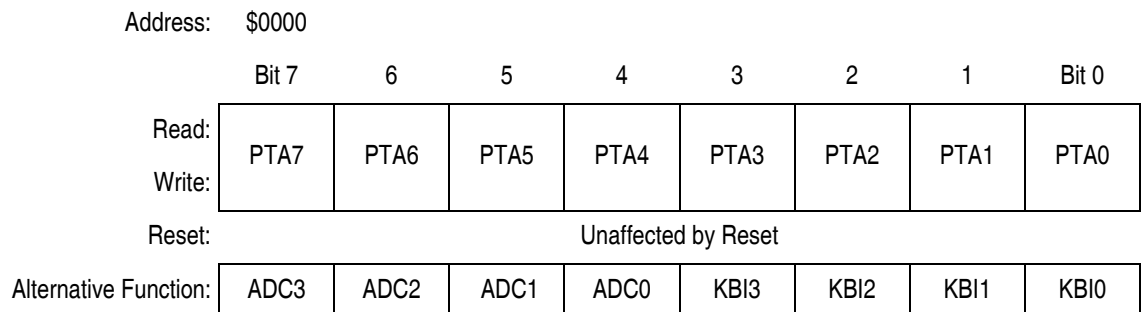 Address: $0000
Bit 7 6 5 4 3 2 1 Bit 0
Read:
PTA7 PTA6 PTA5 PTA4 PTA3 PTA2 PTA1 PTA0
Write:
Reset: Unaffected by Reset
Alternative Function: ADC3 ADC2 ADC1 ADC0 KBI3 KBI2 KBI1 KBI0